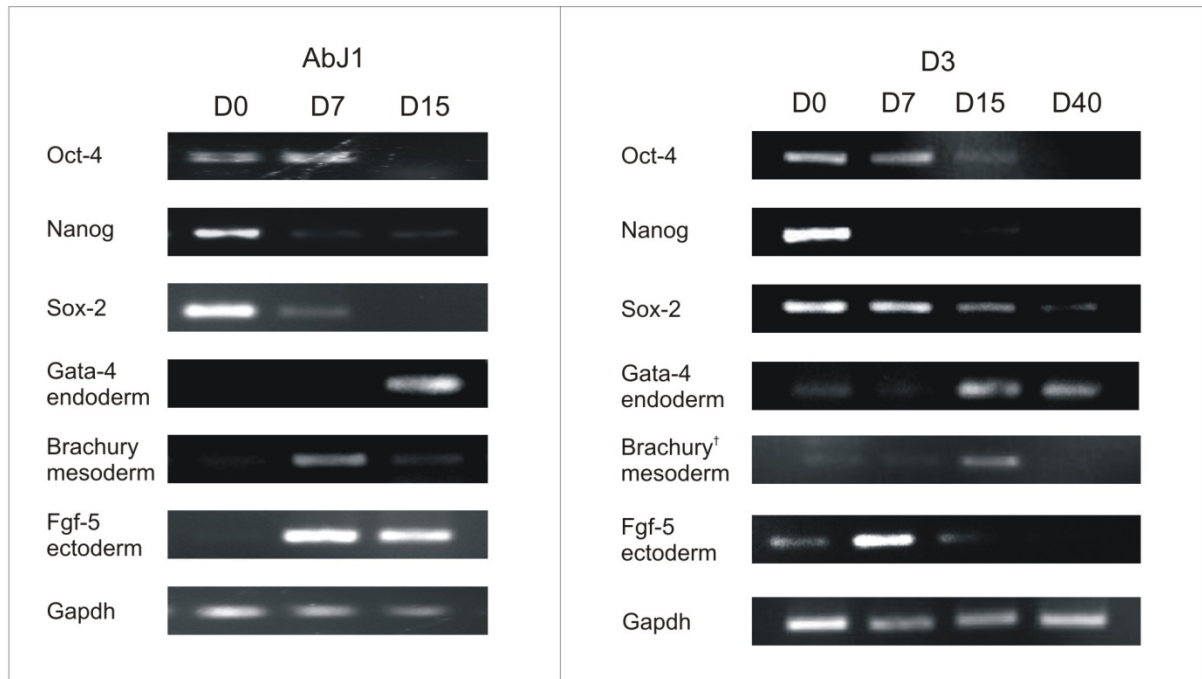 AbJ1
D0 D7 D15
Oct-4
Nanog
Sox-2
Gata-4
endoderm
Brachury
mesoderm
Fgf-5
ectoderm
Gapdh
D3
D0 D7 D15 D40
Oct-4
Nanog
Sox-2
Gata-4
endoderm
Brachury†
mesoderm
Fgf-5
ectoderm
Gapdh